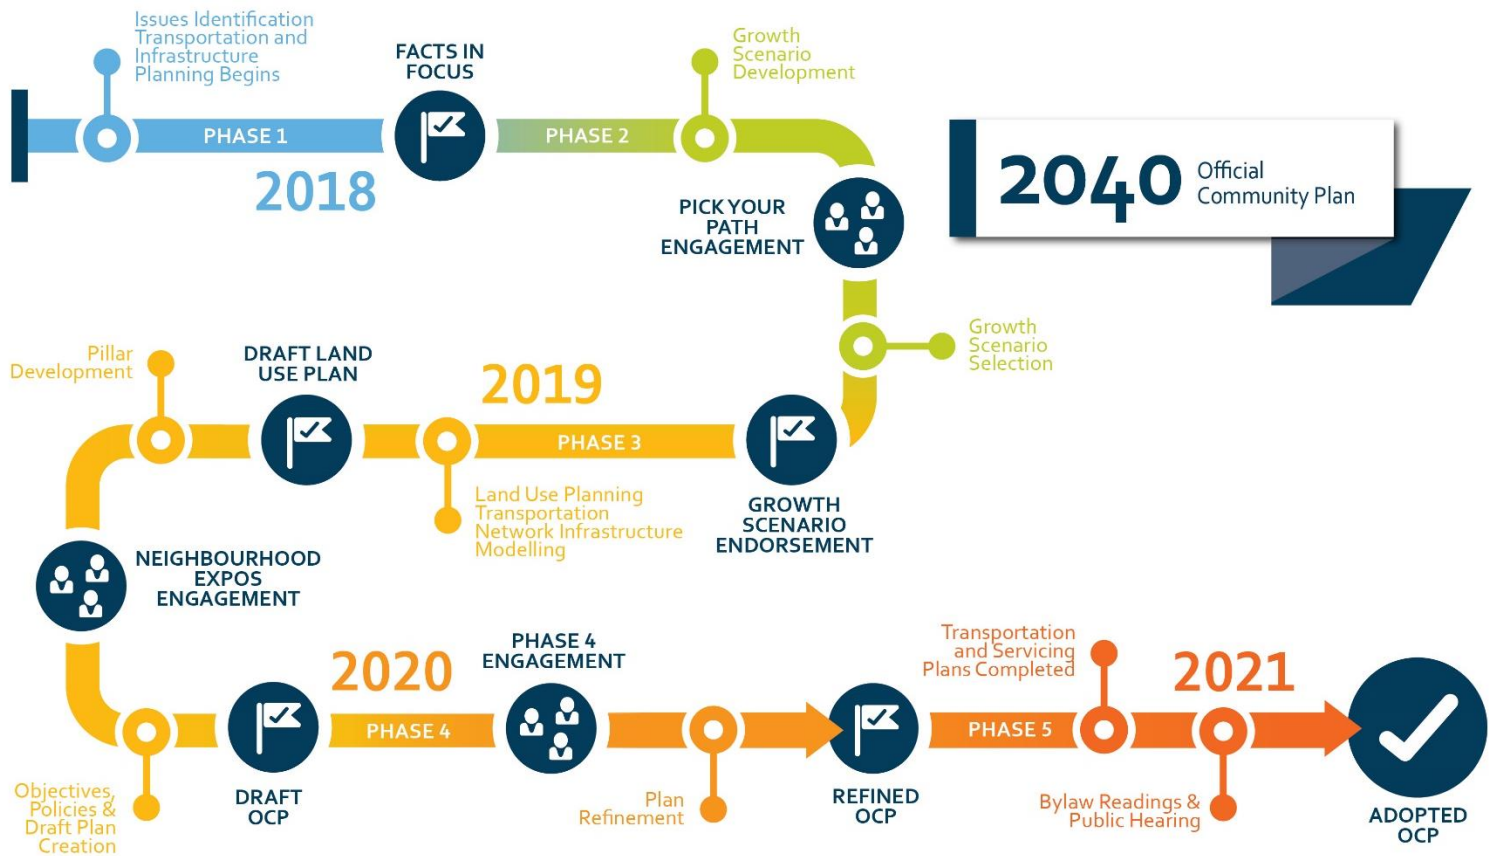 Issues Identification
Transportation and
Infrastructure
Planning Begins
FACTS IN
FOCUS
Growth
Scenario
Development
PHASE 1
PHASE 2
2018
2040
Official
Community Plan
PICK YOUR
PATH
ENGAGEMENT
Growth
Scenario
Selection
Pillar
Development
DRAFT LAND
USE PLAN
2019
PHASE 3
Land Use Planning
Transportation
Network Infrastructure
Modelling
GROWTH
SCENARIO
ENDORSEMENT
NEIGHBOURHOOD
EXPOS
ENGAGEMENT
2020
PHASE 4
ENGAGEMENT
Transportation
and Servicing
Plans Completed
2021
PHASE 4
PHASE 5
Objectives,
Policies &
Draft Plan
Creation
DRAFT
OCP
Plan
Refinement
REFINED
OCP
Bylaw Readings &
Public Hearing
ADOPTED
OCP